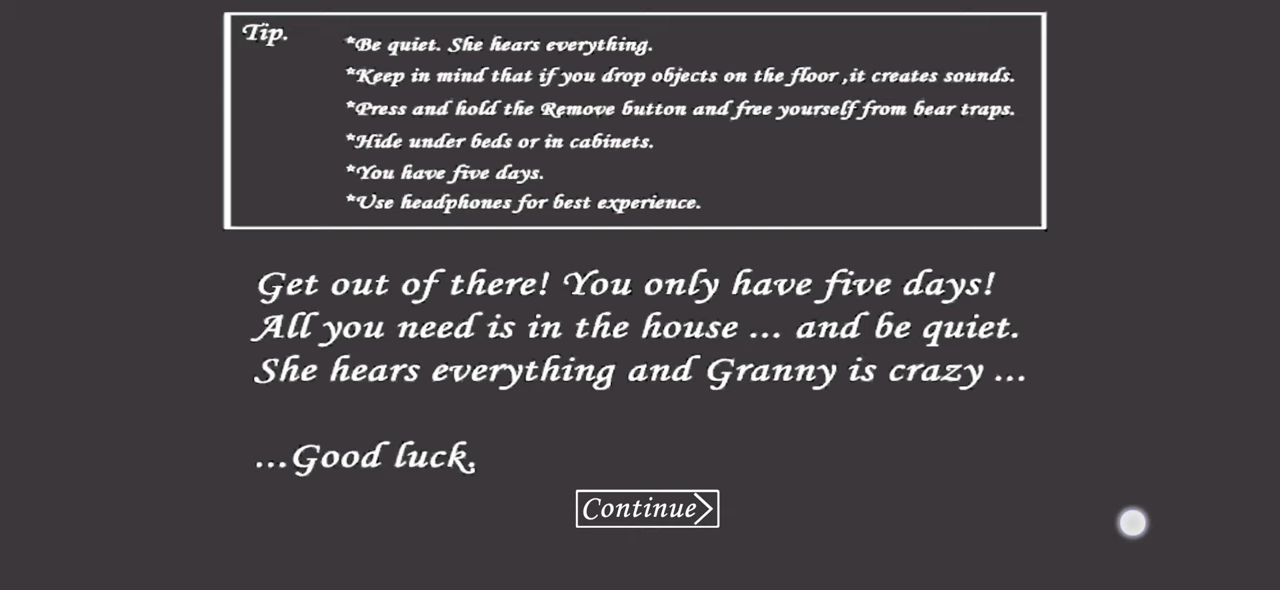 Tip.
*Be quiet. She hears everything.
*Keep in mind that if you drop objects on the floor ,it creates sounds.
*Press and hold the Remove button and free yourself from bear traps.
*Hide under beds or in cabinets.
*You have five days.
*Use headphones for best experience.
Get out of there! You only have five days!
All you need is in the house ... and be quiet.
She hears everything and Granny is crazy ...
...Good luck.
Continue>